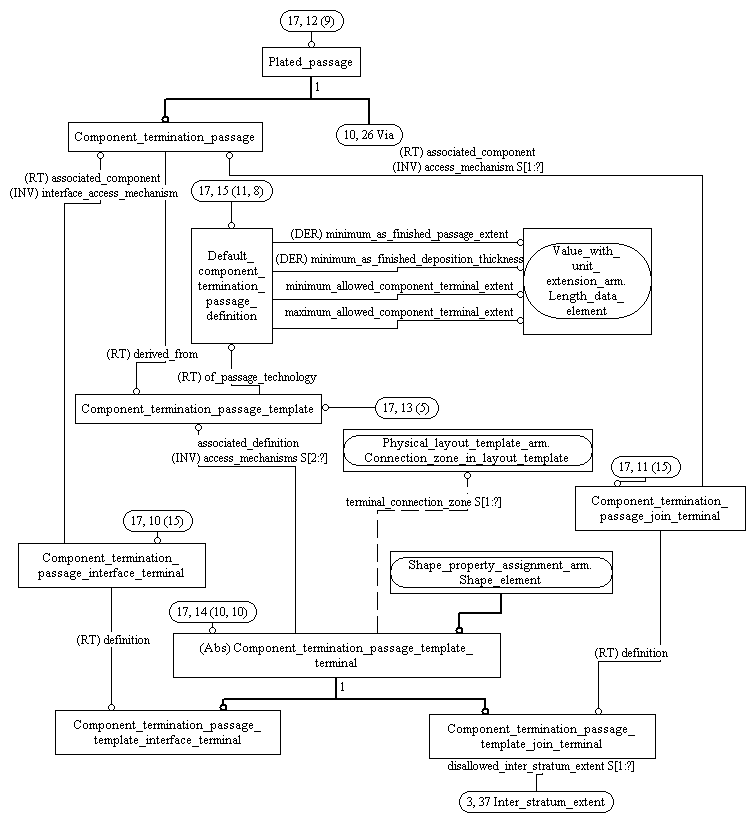 17, 12 (9)
Plated_passage
1
Component_termination_passage
10, 26 Via
(RT) associated_component
(INV) access_mechanism S[1:?]
(RT) associated_component
(INV) interface_access_mechanism
17, 15 (11, 8)
Default_
component_
termination_
passage_
definition
(DER) minimum_as_finished_passage_extent
(DER) minimum_as_finished_deposition_thickness
minimum_allowed_component_terminal_extent
maximum_allowed_component_terminal_extent
Value_with_
unit_
extension_arm.
Length_data_
element
(RT) derived_from
(RT) of_passage_technology
Component_termination_passage_template
17, 13 (5)
associated_definition
(INV) access_mechanisms S[2:?]
Physical_layout_template_arm.
Connection_zone_in_layout_template
17, 11 (15)
terminal_connection_zone S[1:?]
Component_termination_
passage_join_terminal
17, 10 (15)
Component_termination_
passage_interface_terminal
Shape_property_assignment_arm.
Shape_element
17, 14 (10, 10)
(RT) definition
(Abs) Component_termination_passage_template_
terminal
(RT) definition
1
Component_termination_passage_
template_interface_terminal
Component_termination_passage_
template_join_terminal
disallowed_inter_stratum_extent S[1:?]
3, 37 Inter_stratum_extent